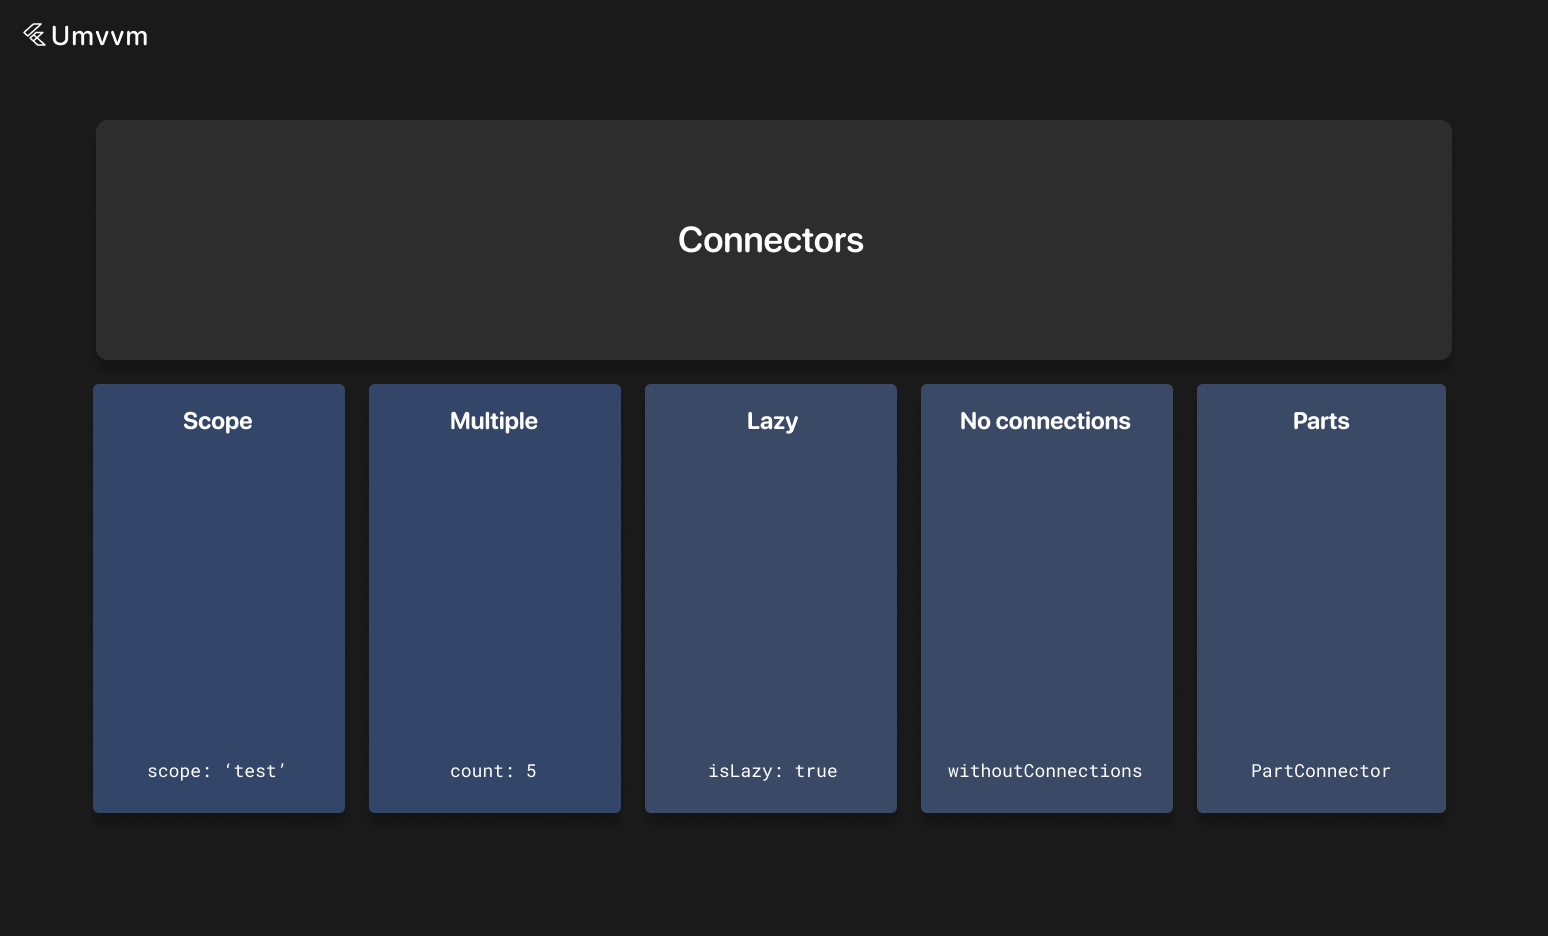 Umvvm
Connectors
Scope
Multiple
Lazy
No connections
Parts
scope: ‘test’
count: 5
isLazy: true
withoutConnections
PartConnector